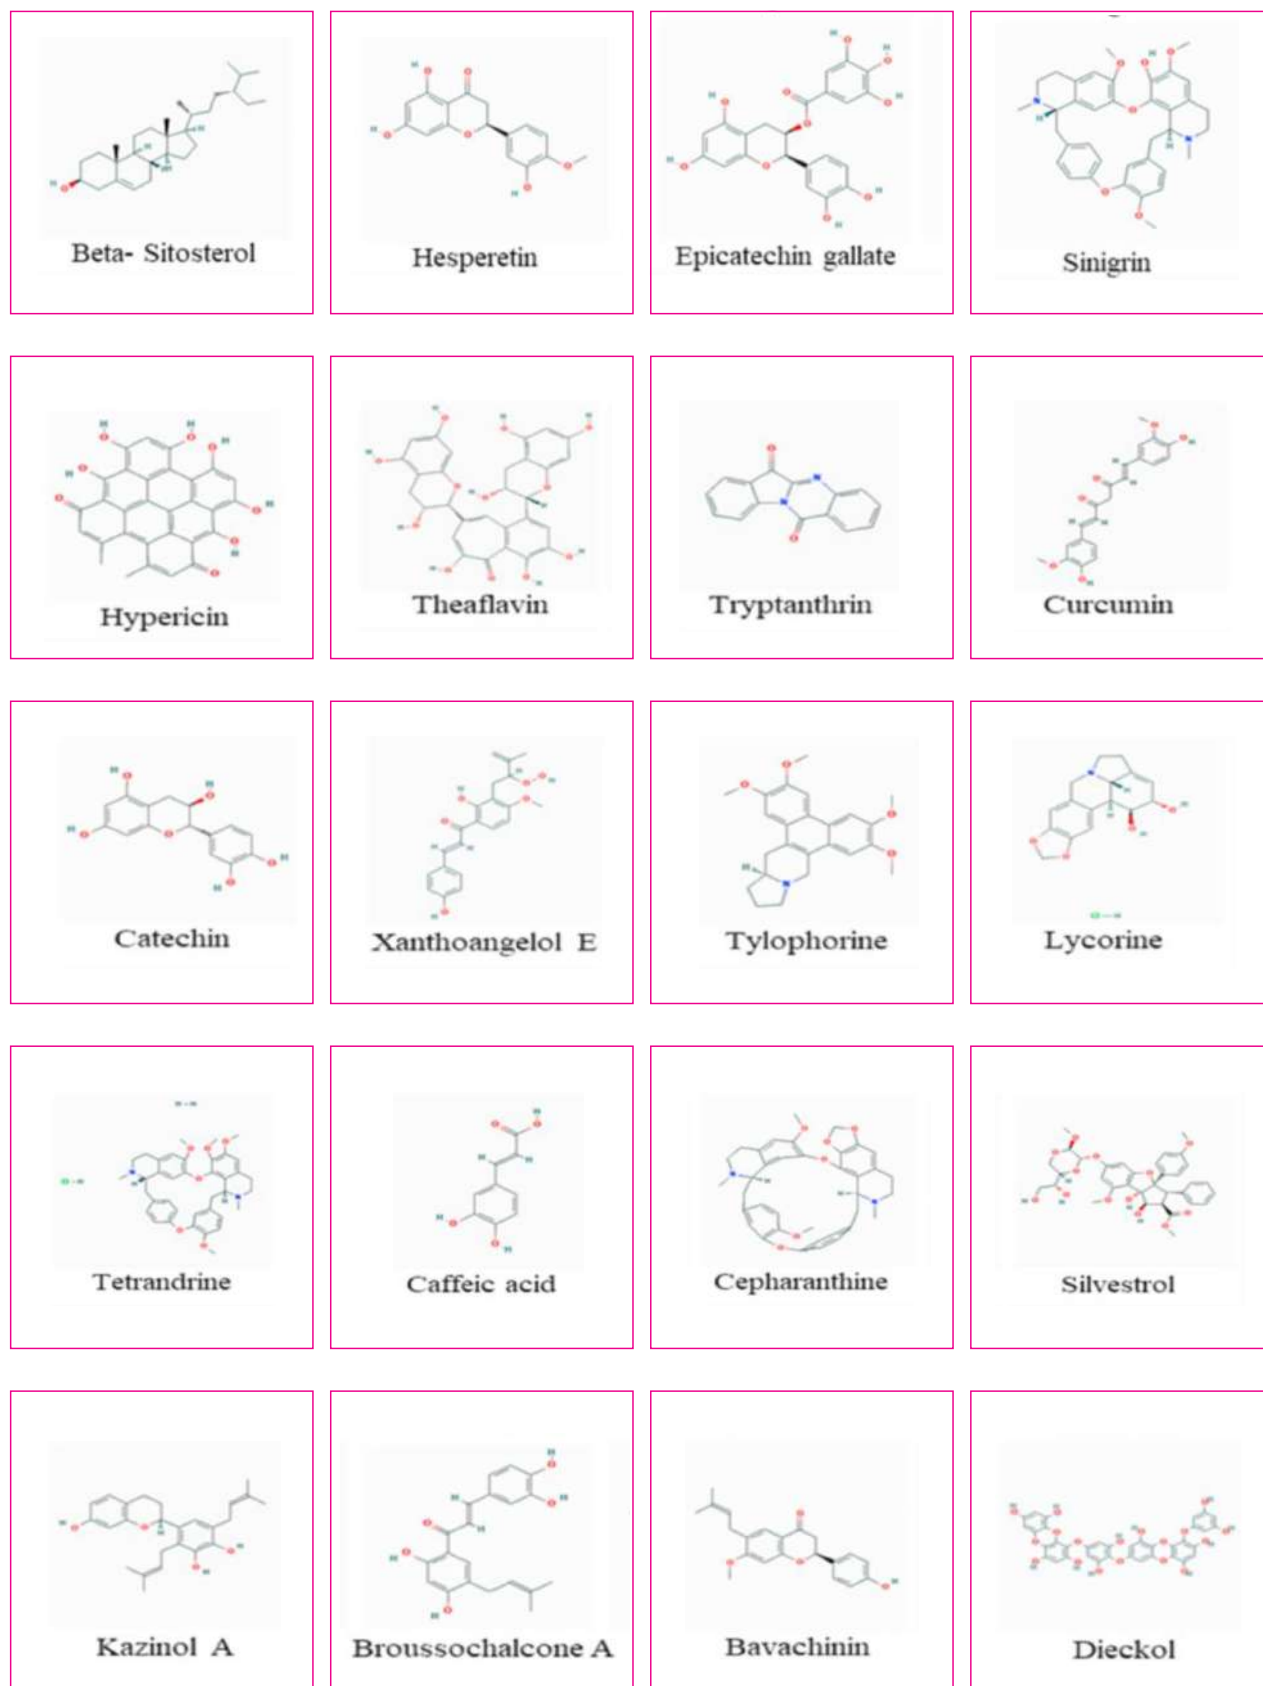 Beta- Sitosterol
Hesperetin
Epicatechin gallate
Sinigrin
Hypericin
Theaflavin
Tryptanthrin
Curcumin
Catechin
Xanthoangelol E
Tylophorine
Lycorine
Tetrandrine
Caffeic acid
Cepharanthine
Silvestrol
Kazinol A
Broussochalcone A
Bavachinin
Dieckol